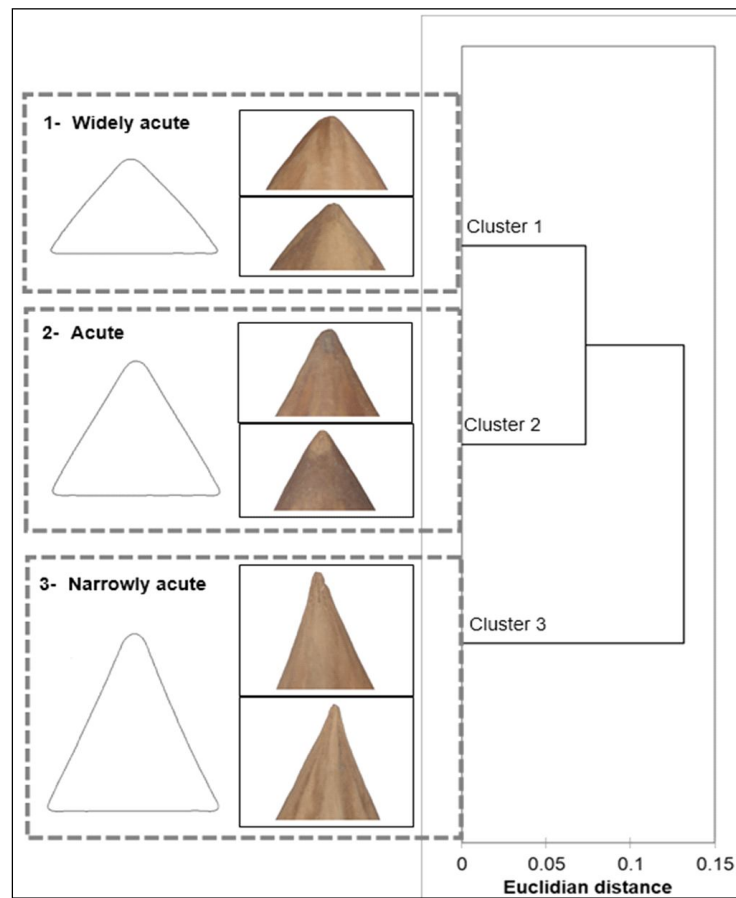 1- Widely acute
Cluster 1
2- Acute
Cluster 2
3- Narrowly acute
Cluster 3
0 0.05 0.1 0.15
Euclidian distance